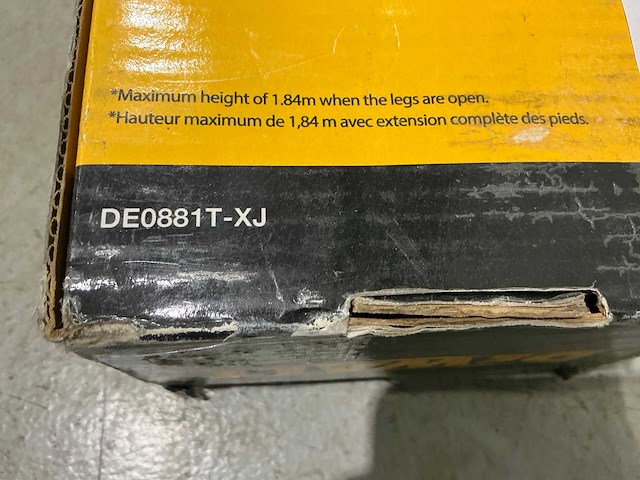 *Maximum height of 1.84m when the legs are open.
*Hauteur maximum de 1,84 m avec extension complète des pieds.
DE0881T-XJ